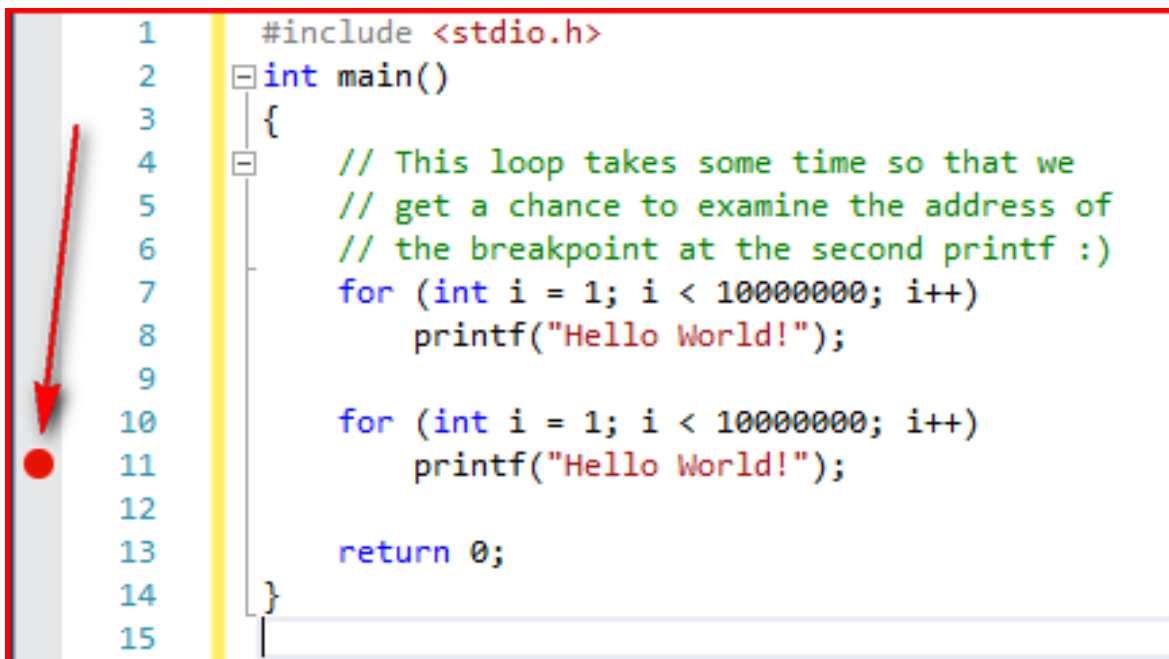 1 #include <stdio.h>
2 int main()
3 {
4 // This loop takes some time so that we
5 // get a chance to examine the address of
6 // the breakpoint at the second printf :)
7 for (int i = 1; i < 10000000; i++)
8 printf("Hello World!");
9
10 for (int i = 1; i < 10000000; i++)
11 printf("Hello World!");
12
13 return 0;
14 }
15